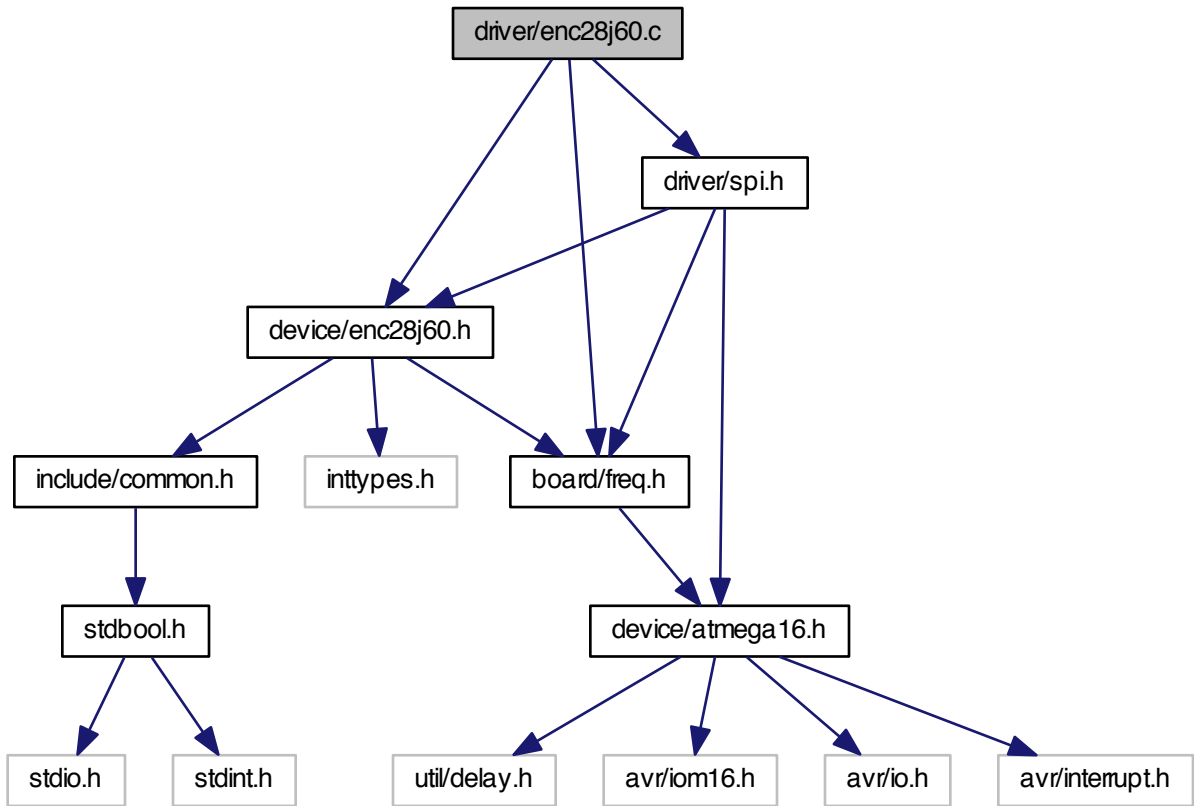 driver/enc28j60.c
driver/spi.h
device/enc28j60.h
include/common.h
inttypes.h
board/freq.h
stdbool.h
device/atmega16.h
stdio.h
stdint.h
util/delay.h
avr/iom16.h
avr/io.h
avr/interrupt.h